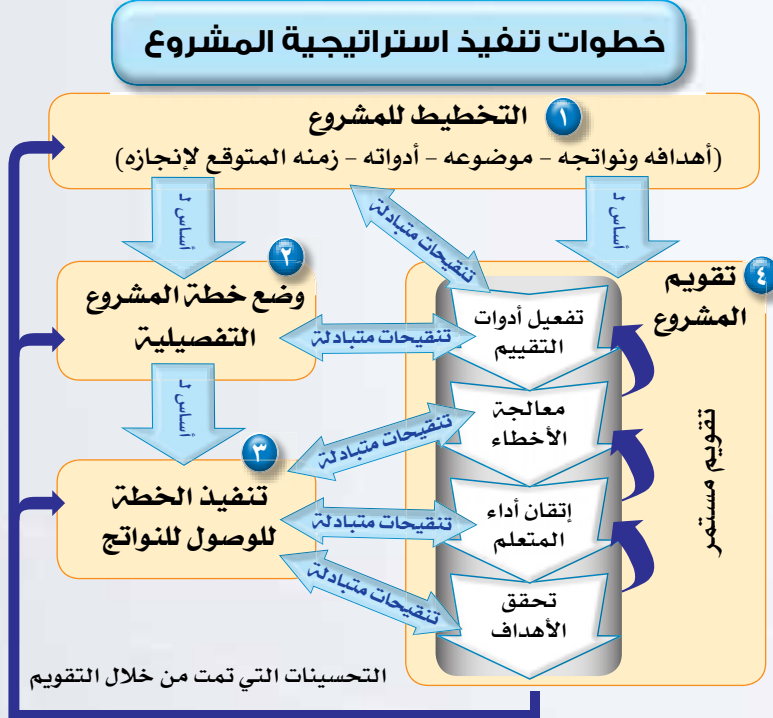 خطوات تنفيذ استراتيجية المشروع
١ التخطيط للمشروع
(أهدافه ونواتجه - موضوعه - أدواته - زمنه المتوقع لإنجازه)
أساس لـ
أساس لـ
تنقيحات متبادلة
٢
وضع خطة المشروع
التفصيلية
تنقيحات متبادلة
أساس لـ
٣
تنفيذ الخطة
للوصول للنواتج
تنقيحات متبادلة
تنقيحات متبادلة
تنقيحات متبادلة
٤ تقويم
المشروع
تفعيل أدوات
التقييم
معالجة
الأخطاء
إتقان أداء
المتعلم
تحقق
الأهداف
تقويم مستمر
التحسينات التي تمت من خلال التقويم